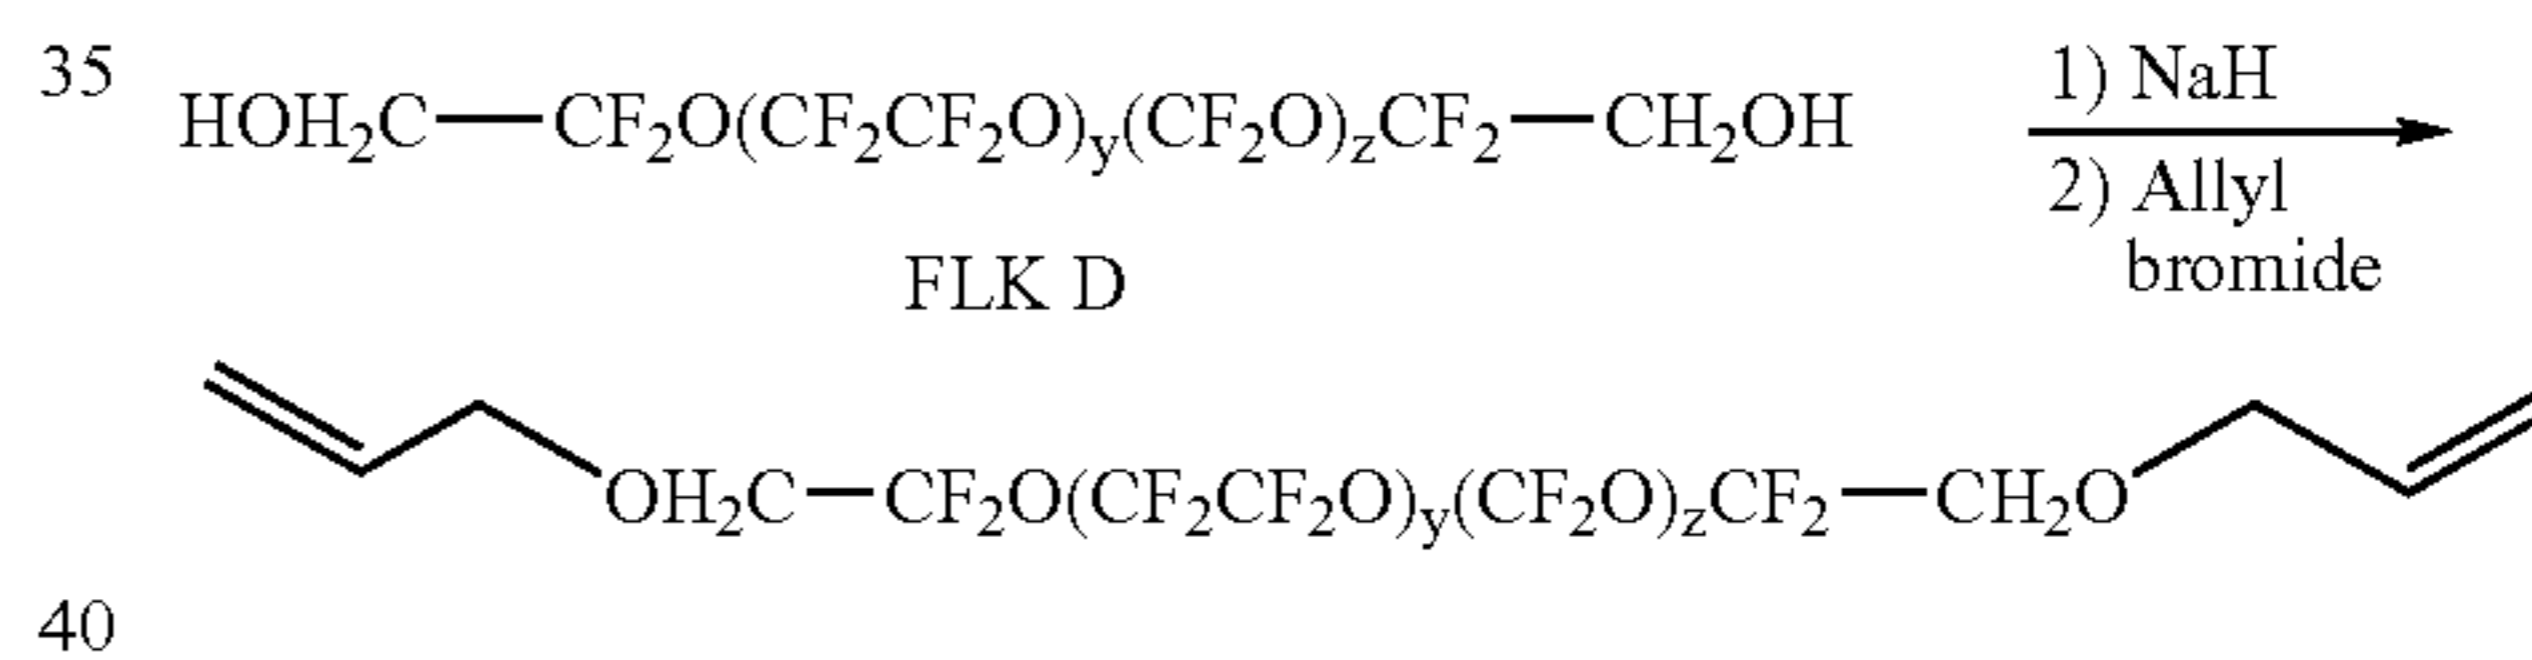 35
HOH₂C—CF₂O(CF₂CF₂O)y(CF₂O)zCF₂—CH₂OH
1) NaH
2) Allyl
bromide
FLK D
OH₂C—CF₂O(CF₂CF₂O)y(CF₂O)zCF₂—CH₂O
40